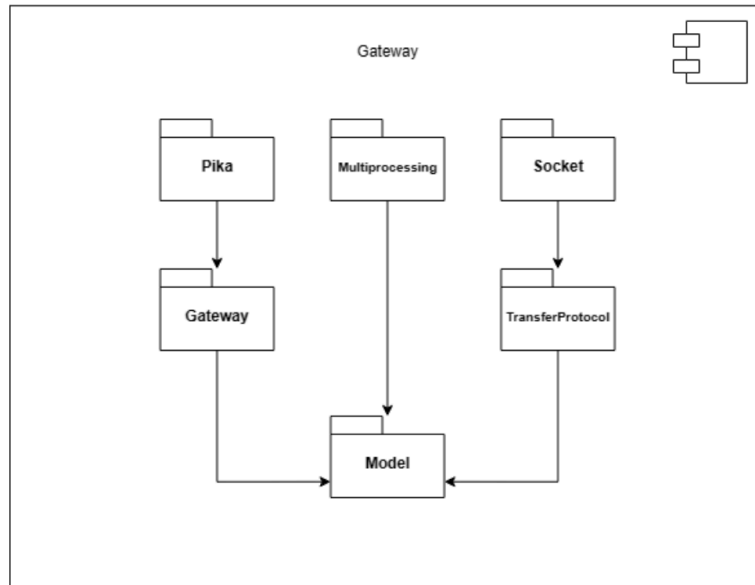 Gateway
Pika
Multiprocessing
Socket
Gateway
TransferProtocol
Model